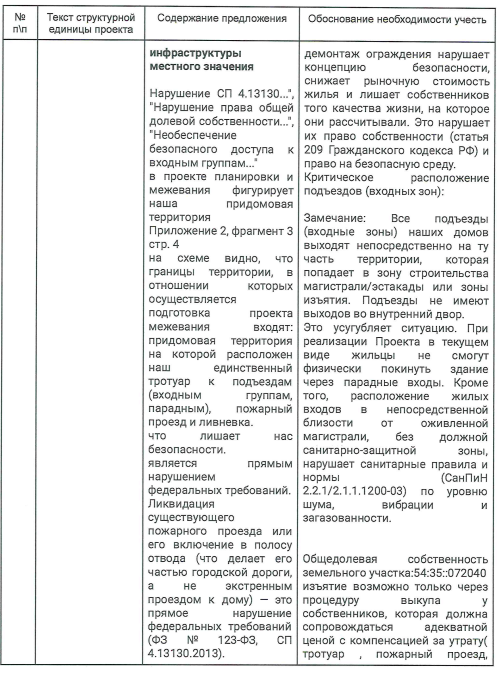 № п\п
Текст структурной единицы проекта
Содержание предложения
Обоснование необходимости учесть
инфраструктуры
местного значения
Нарушение СП 4.13130...",
"Нарушение права общей
долевой собственности...",
"Необеспечение
безопасного доступа к
входным группам..."
в проекте планировки и
межевания фигурирует
наша придомовая
территория
Приложение 2, фрагмент 3
стр. 4
на схеме видно, что
границы территории, в
отношении которых
осуществляется
подготовка проекта
межевания входят:
придомовая территория
на которой расположен
наш единственный
тротуар к подъездам
(входным группам,
парадным), пожарный
проезд и ливневка.
что лишает нас
безопасности.
является прямым
нарушением
федеральных требований.
Ликвидация
существующего
пожарного проезда или
его включение в полосу
отвода (что делает его
частью городской дороги,
а не экстренным
проездом к дому) — это
прямое нарушение
федеральных требований
(ФЗ № 123-ФЗ, СП
4.13130.2013).
демонтаж ограждения нарушает
концепцию безопасности,
снижает рыночную стоимость
жилья и лишает собственников
того качества жизни, на которое
они рассчитывали. Это нарушает
их право собственности (статья
209 Гражданского кодекса РФ) и
право на безопасную среду.
Критическое расположение
подъездов (входных зон):
Замечание: Все подъезды
(входные зоны) наших домов
выходят непосредственно на ту
часть территории, которая
попадает в зону строительства
магистрали/эстакады или зоны
изъятия. Подъезды не имеют
выходов во внутренний двор.
Это усугубляет ситуацию. При
реализации Проекта в текущем
виде жильцы не смогут
физически покинуть здание
через парадные входы. Кроме
того, расположение жилых
входов в непосредственной
близости от оживленной
магистрали, без должной
санитарно-защитной зоны,
нарушает санитарные правила и
нормы (СанПиН
2.2.1/2.1.1.1200-03) по уровню
шума, вибрации и
загазованности.
Общедолевая собственность
земельного участка:54:35::072040
изъятие возможно только через
процедуру выкупа у
собственников, которая должна
сопровождаться адекватной
ценой с компенсацией за утрату(
тротуар , пожарный проезд,